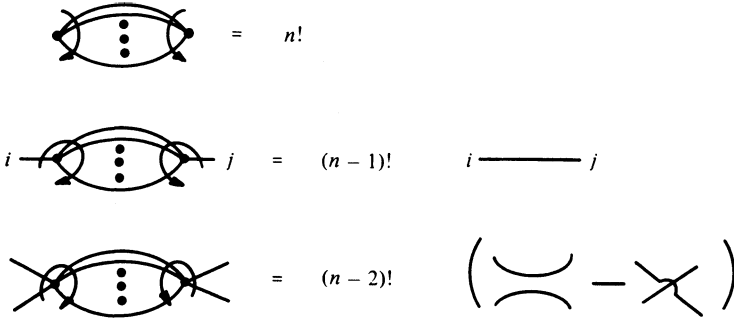 = n!
i j = (n − 1)! i j
= (n − 2)! ( − )